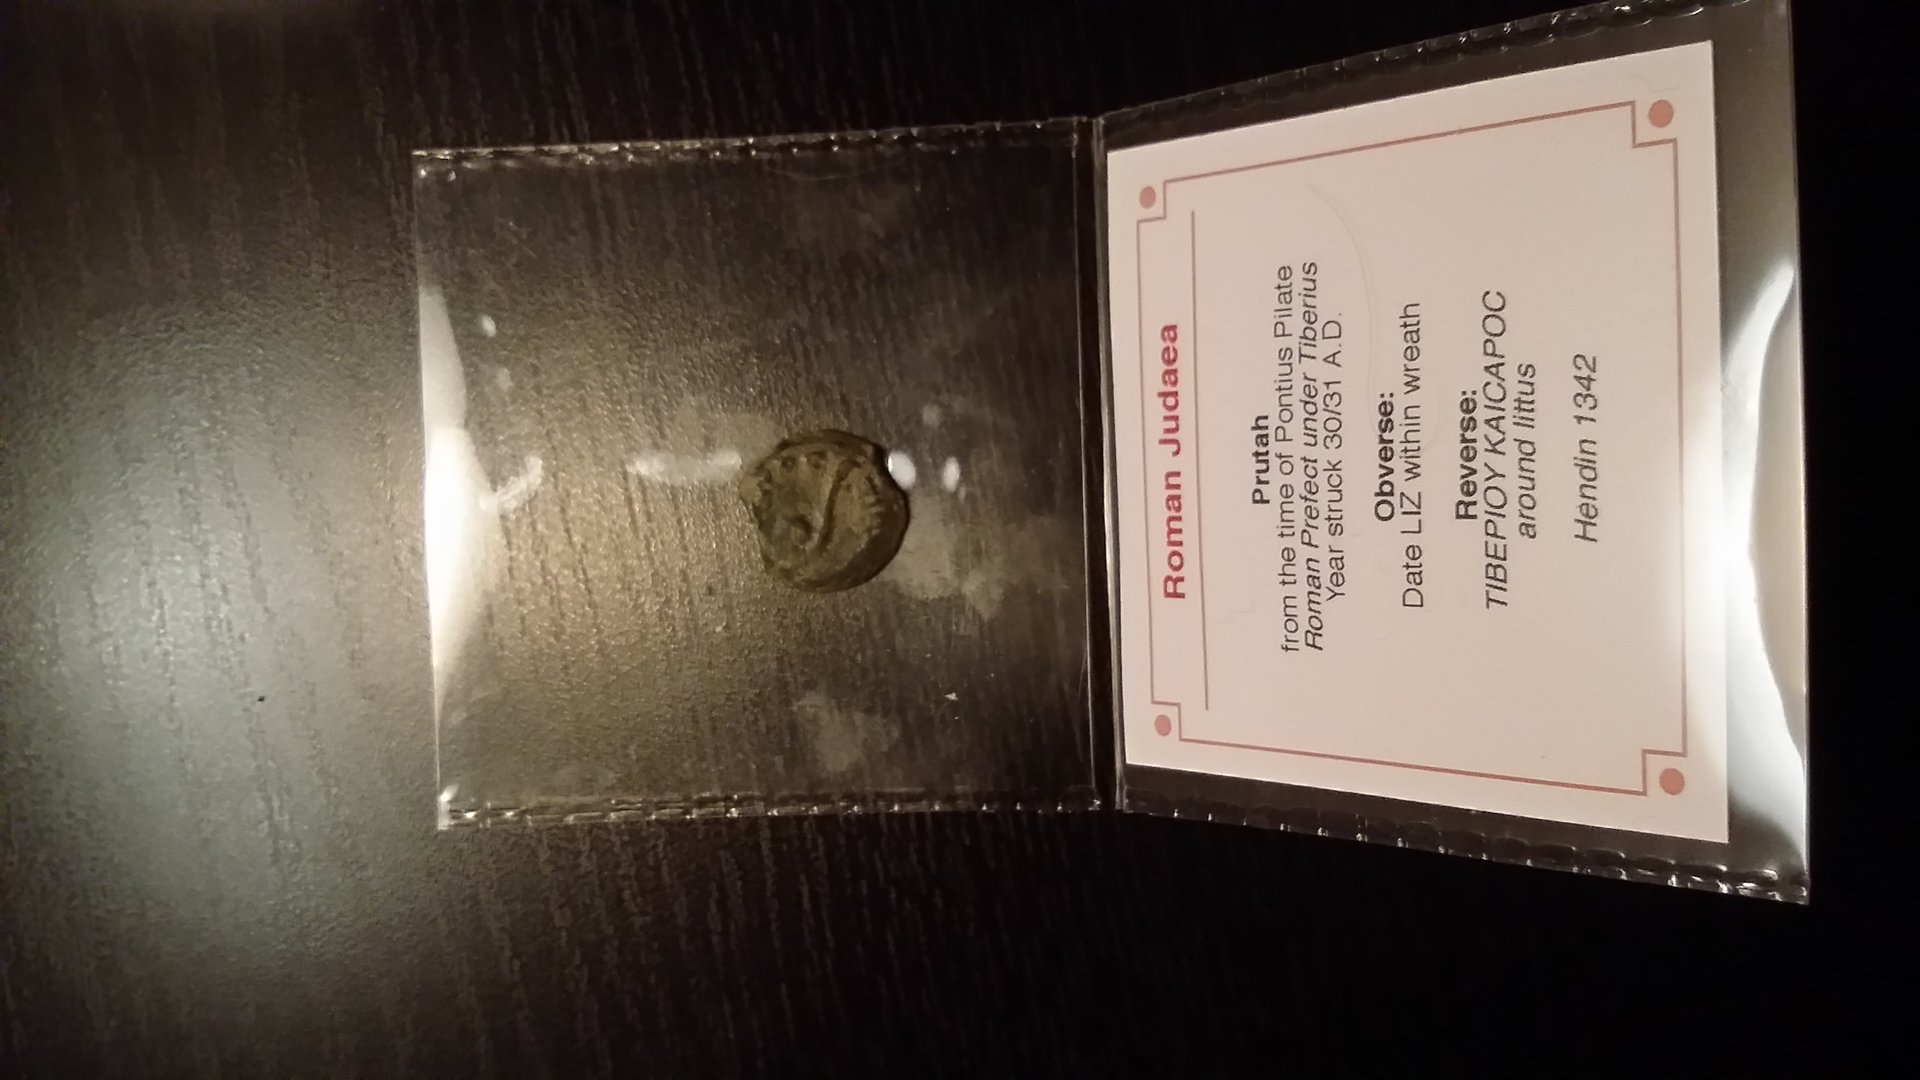 Roman Judaea
Prutah
from the time of Pontius Pilate
Roman Prefect under Tiberius
Year struck 30/31 A.D.
Obverse:
Date LIZ within wreath
Reverse:
TIBEPIOY KAICAPOC
around littus
Hendin 1342